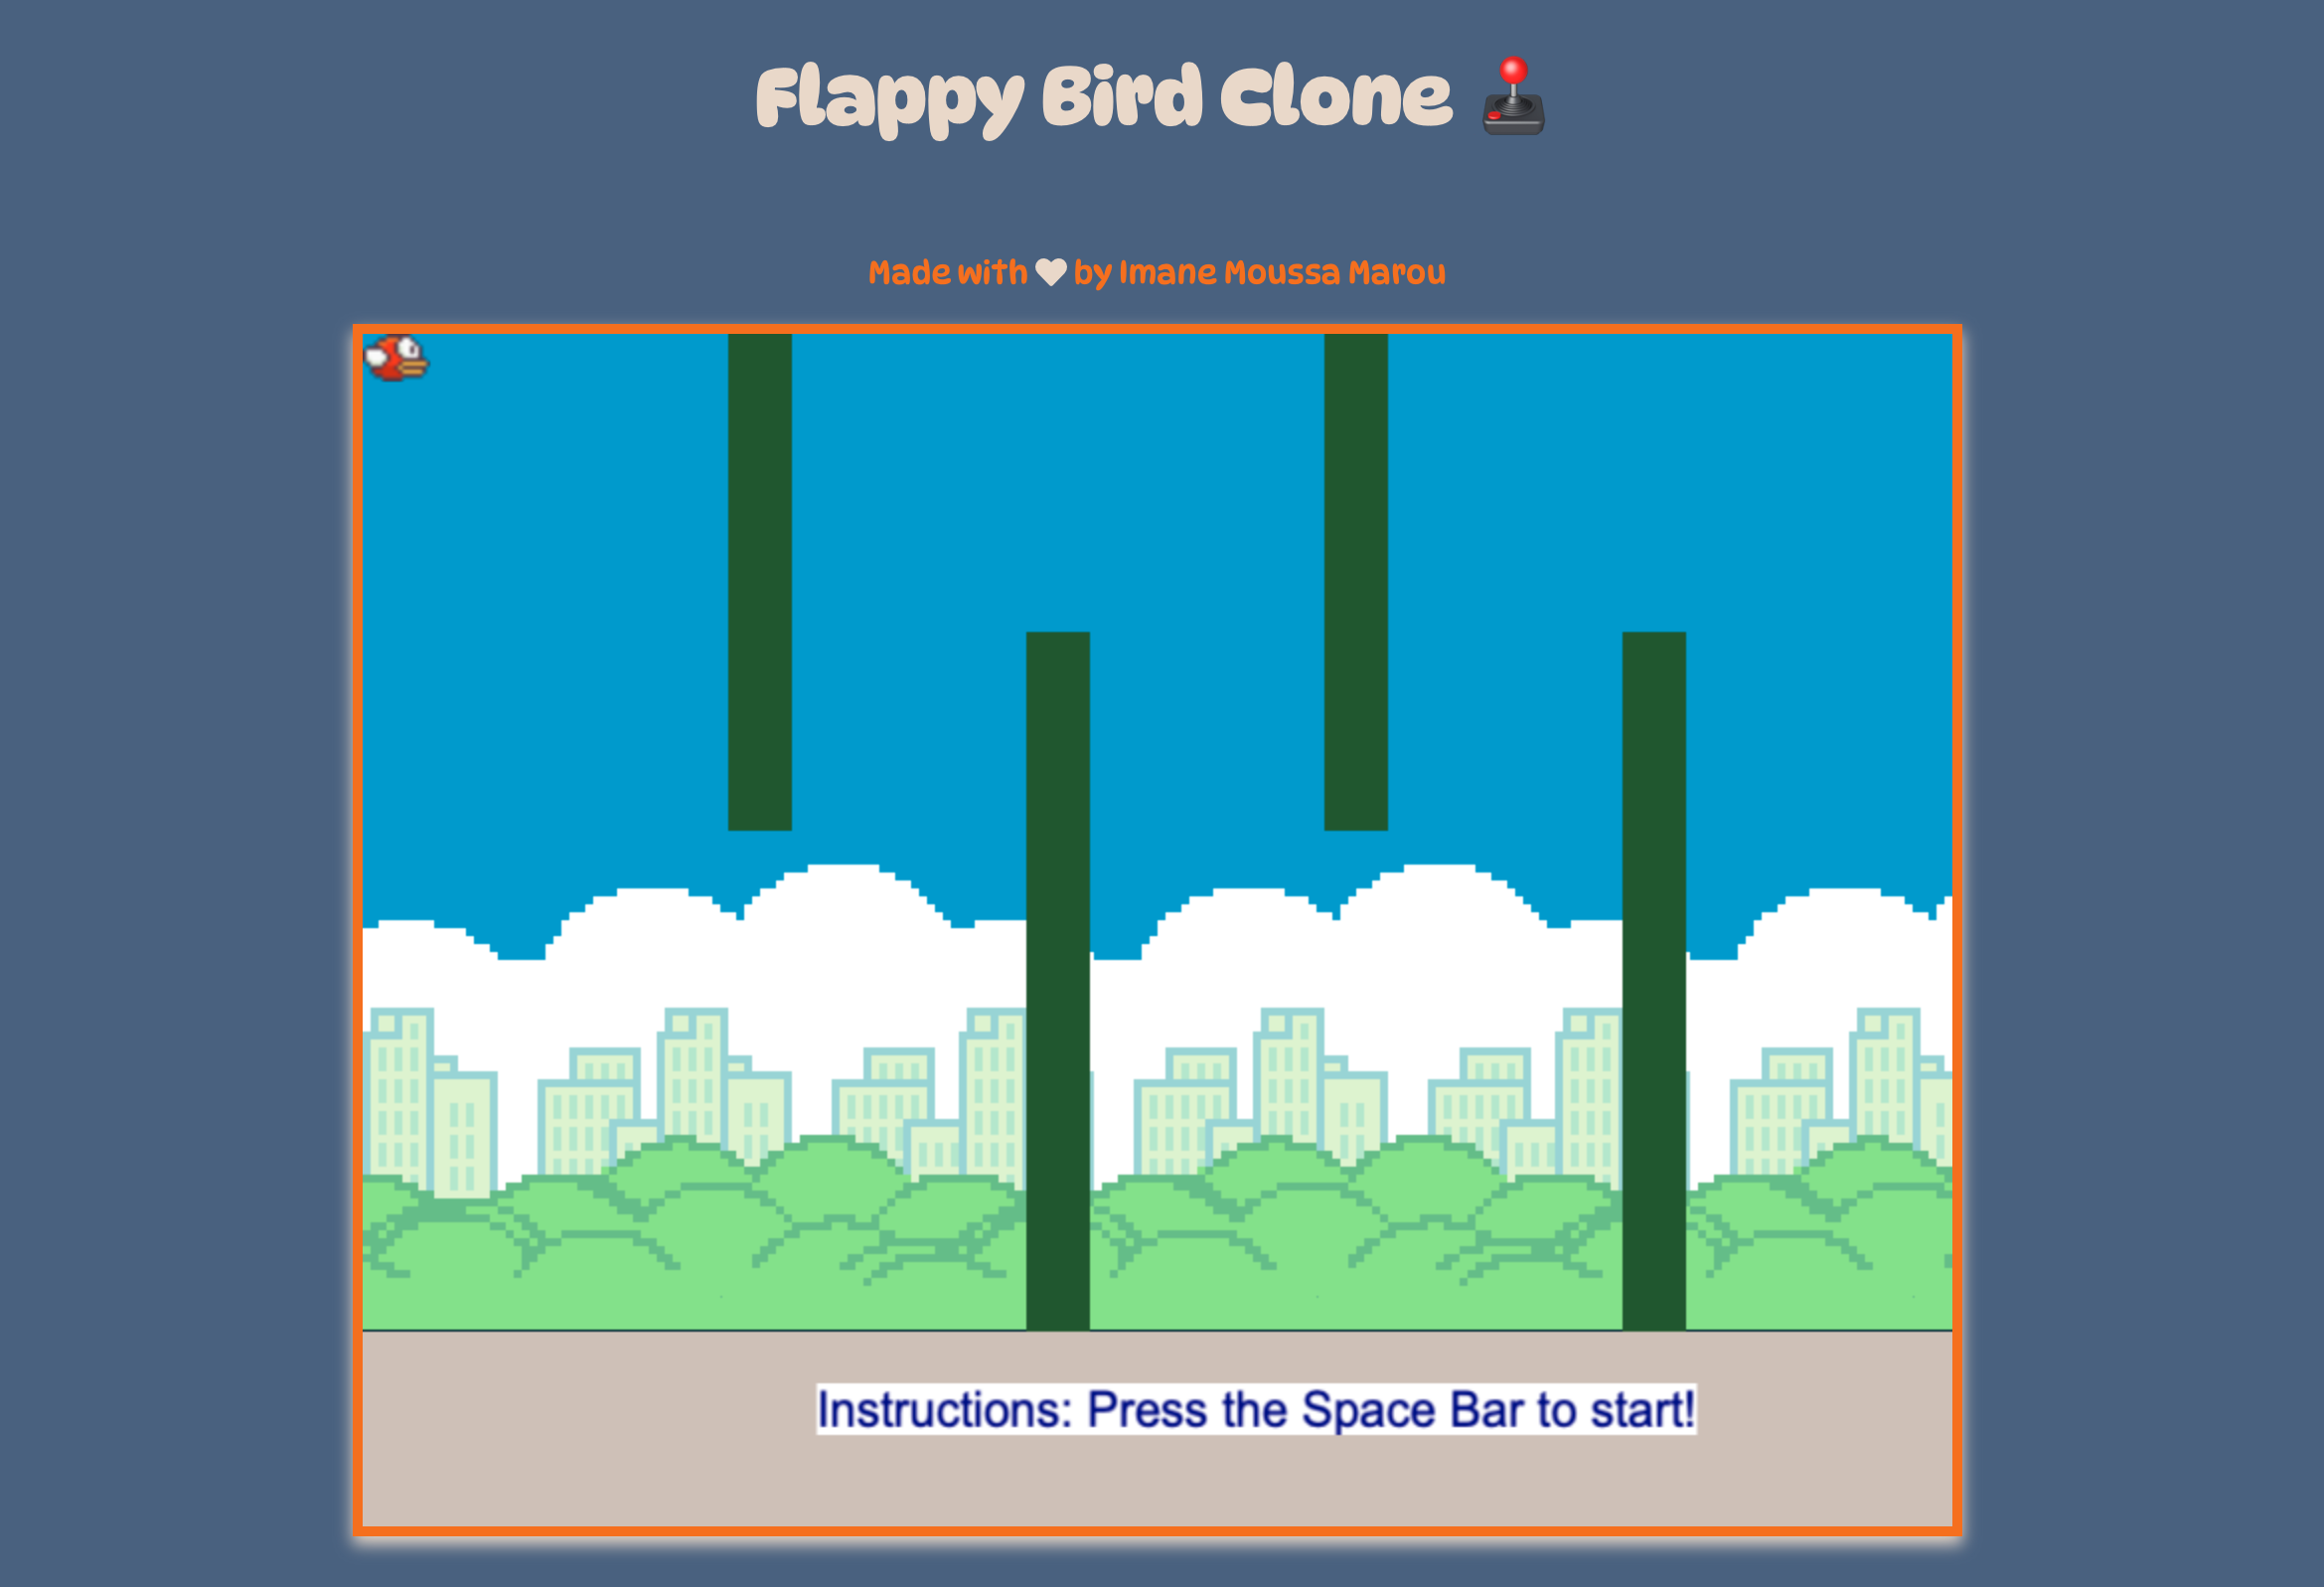 Flappy Bird Clone 🕹️
Made with 🤍 by Imane Moussa Marou
Instructions: Press the Space Bar to start!